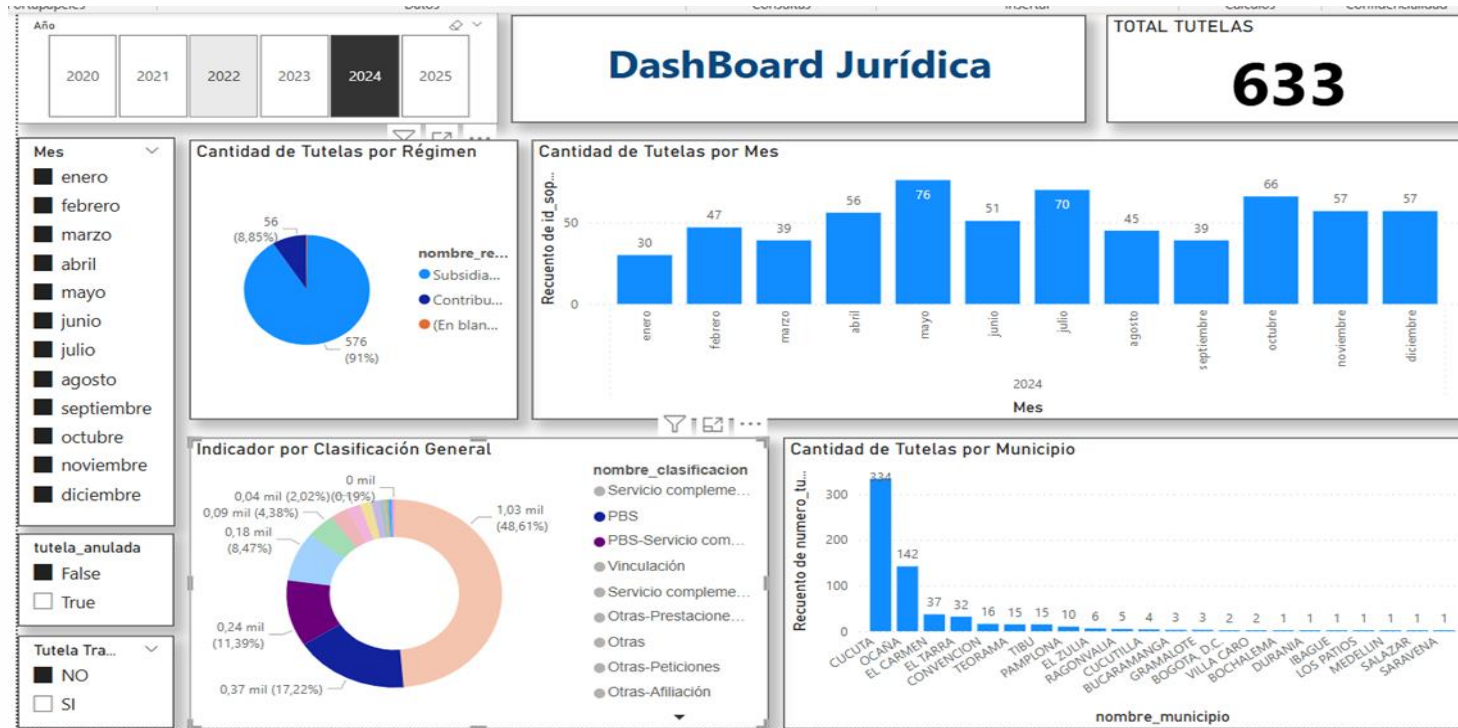 Año
2020
2021
2022
2023
2024
2025
DashBoard Jurídica
TOTAL TUTELAS
633
Mes
enero
febrero
marzo
abril
mayo
junio
julio
agosto
septiembre
octubre
noviembre
diciembre
tutela_anulada
False
True
Tutela Tra...
NO
SI
Cantidad de Tutelas por Régimen
56
(8,85%)
576
(91%)
nombre_re...
Subsidia...
Contribu...
(En blan...
Cantidad de Tutelas por Mes
Recuento de id_sop...
50
0
30
47
39
56
76
51
70
45
39
66
57
57
enero
febrero
marzo
abril
mayo
junio
julio
agosto
septiembre
octubre
noviembre
diciembre
2024
Mes
Indicador por Clasificación General
0 mil
0,04 mil (2,02%)
(0,19%)
0,09 mil (4,38%)
0,18 mil
(8,47%)
0,24 mil
(11,39%)
0,37 mil (17,22%)
1,03 mil
(48,61%)
nombre_clasificacion
Servicio compleme...
PBS
PBS-Servicio com...
Vinculación
Servicio compleme...
Otras-Prestacione...
Otras
Otras-Peticiones
Otras-Afiliación
Cantidad de Tutelas por Municipio
Recuento de numero_tu...
300
200
100
0
334
142
37
32
16
15
15
10
6
5
4
3
3
2
2
1
1
1
1
1
1
1
CUCUTA
OCAÑA
EL CARMEN
EL TARRA
CONVENCION
TEORAMA
TIBU
PAMPLONA
EL ZULIA
RAGONVALIA
CUCUTILLA
BUCARAMANGA
GRAMALOTE
BOGOTA, D.C.
VILLA CARO
BOCHALEMA
DURANIA
IBAGUE
LOS PATIOS
MEDELLIN
SALAZAR
SARAVENA
nombre_municipio